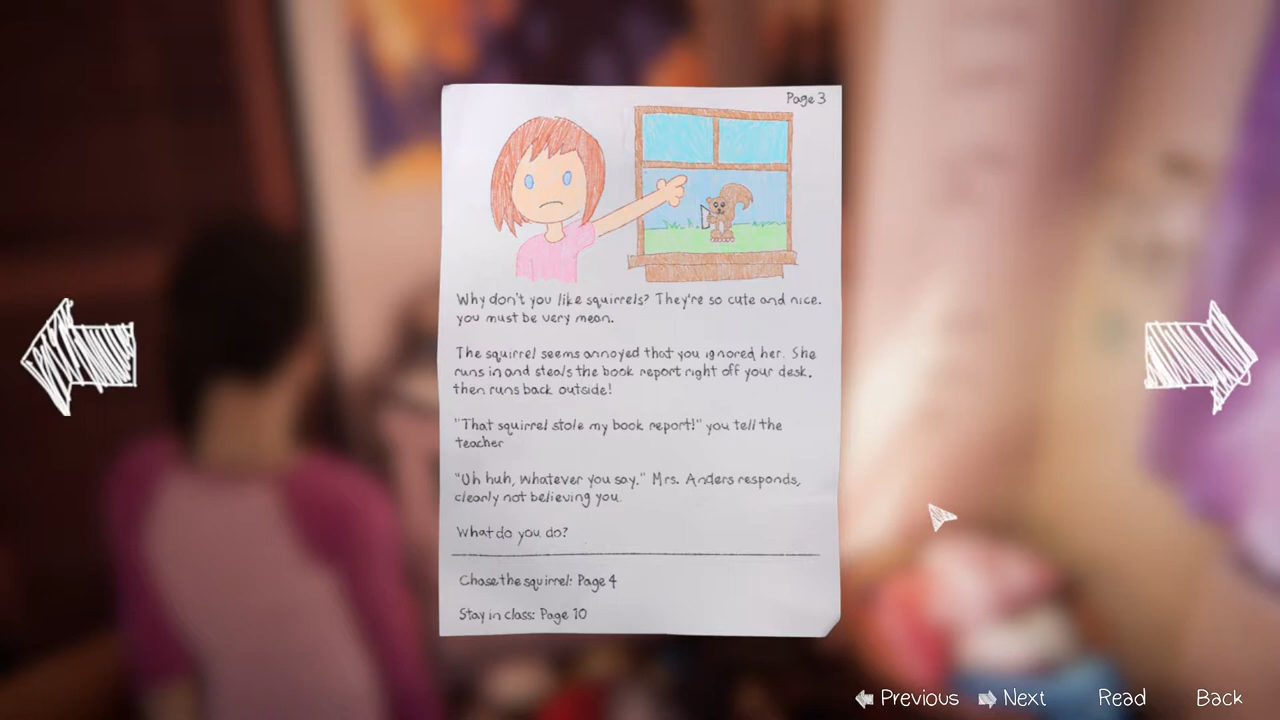 Page 3
Why don't you like squirrels? They're so cute and nice.
you must be very mean.
The squirrel seems annoyed that you ignored her. She
runs in and steals the book report right off your desk,
then runs back outside!
"That squirrel stole my book report!" you tell the
teacher
"Uh huh, whatever you say." Mrs. Anders responds,
clearly not believing you.
What do you do?
Chase the squirrel: Page 4
Stay in class: Page 10
Previous Next Read Back